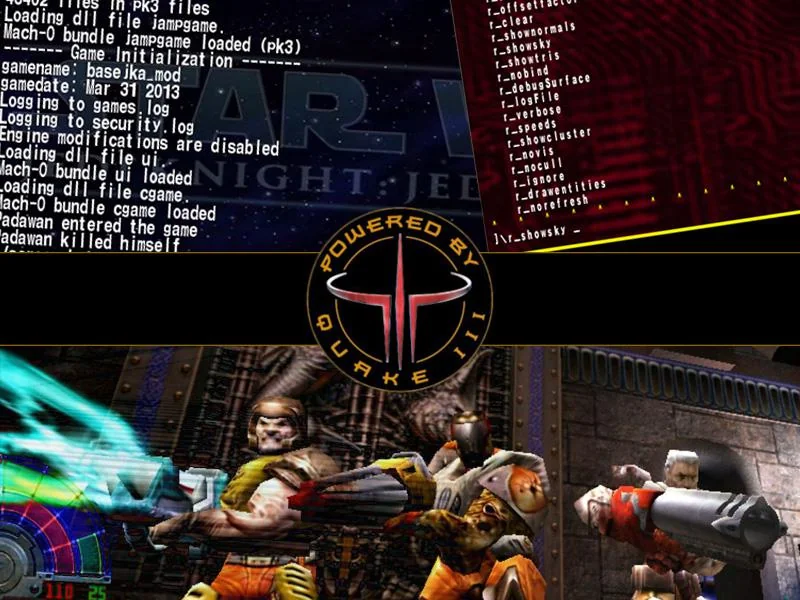 48402 files in pk3 files
Loading dll file jampgame.
Mach-O bundle jampgame loaded (pk3)
------- Game Initialization -------
gamename: basejka_mod
gamedate: Mar 31 2013
Logging to games.log
Logging to security.log
Engine modifications are disabled
Loading dll file ui.
Mach-O bundle ui loaded
Loading dll file cgame.
Mach-O bundle cgame loaded
Padawan entered the game
Padawan killed himself
STAR W
KNIGHT: JED
r_offsetfactor
r_clear
r_shownormals
r_showsky
r_showtris
r_nobind
r_debugSurface
r_logFile
r_verbose
r_speeds
r_showcluster
r_novis
r_nocull
r_ignore
r_drawentities
r_norefresh
]\r_showsky _
POWERED BY
QUAKE III
110 25